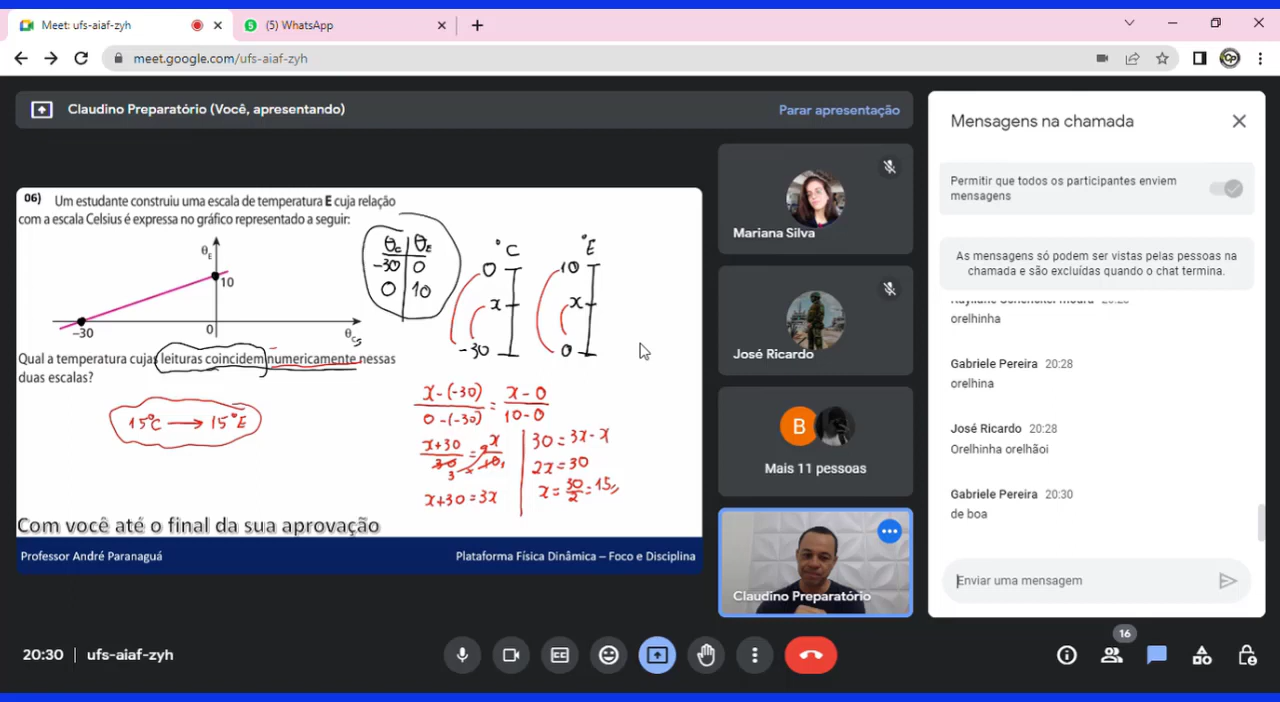 Meet: ufs-aiaf-zyh
(5) WhatsApp
meet.google.com/ufs-aiaf-zyh
Claudino Preparatório (Você, apresentando)
Parar apresentação
06) Um estudante construiu uma escala de temperatura E cuja relação
com a escala Celsius é expressa no gráfico representado a seguir:
θE
10
-30
0
θC
Qual a temperatura cujas leituras coincidem numericamente nessas
duas escalas?
15°C → 15°E
θC | θE
-30 | 0
0 | 10
°C
0
x
-30
°E
10
x
0
x-(-30) / 0-(-30) = x-0 / 10-0
x+30 / 30 = x / 10
3
x+30=3x
30=3x-x
2x=30
x=30/2=15
Com você até o final da sua aprovação
Professor André Paranaguá
Plataforma Física Dinâmica – Foco e Disciplina
Mariana Silva
José Ricardo
B
Mais 11 pessoas
Claudino Preparatório
Mensagens na chamada
Permitir que todos os participantes enviem
mensagens
As mensagens só podem ser vistas pelas pessoas na
chamada e são excluídas quando o chat termina.
orelhinha
Gabriele Pereira 20:28
orelhina
José Ricardo 20:28
Orelhinha orelhãoi
Gabriele Pereira 20:30
de boa
Enviar uma mensagem
20:30 | ufs-aiaf-zyh
16